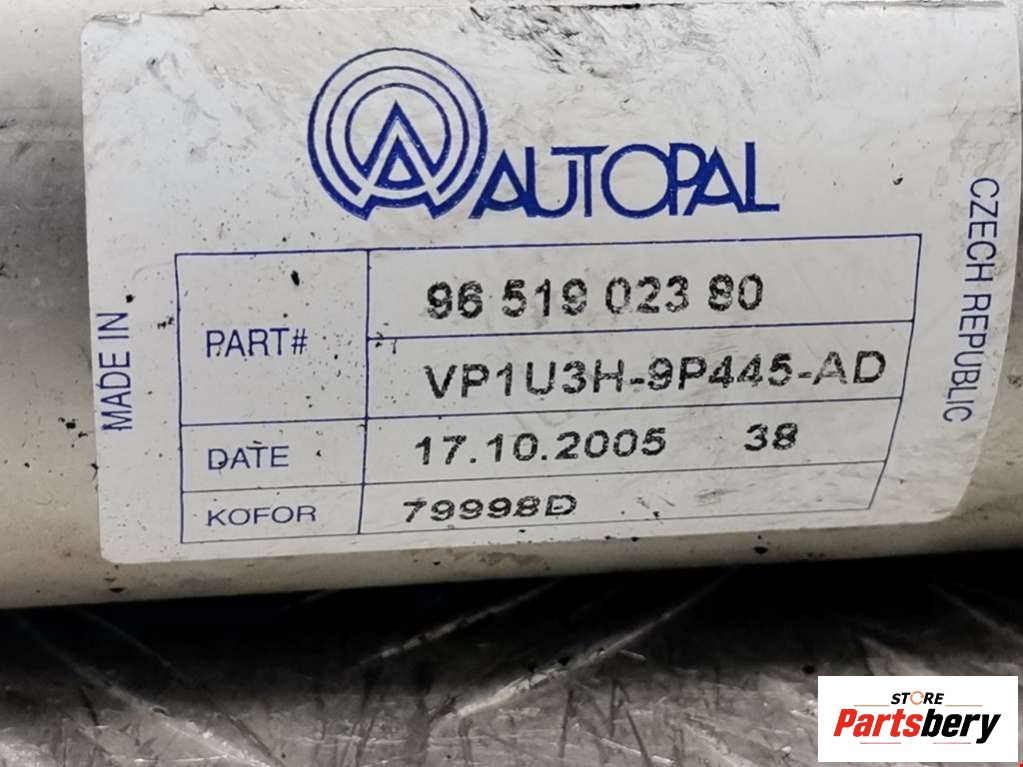 AUTOPAL
MADE IN
CZECH REPUBLIC
PART#
96 519 023 80
VP1U3H-9P445-AD
DATE
17.10.2005 38
KOFOR
79998D
STORE
Partsbery